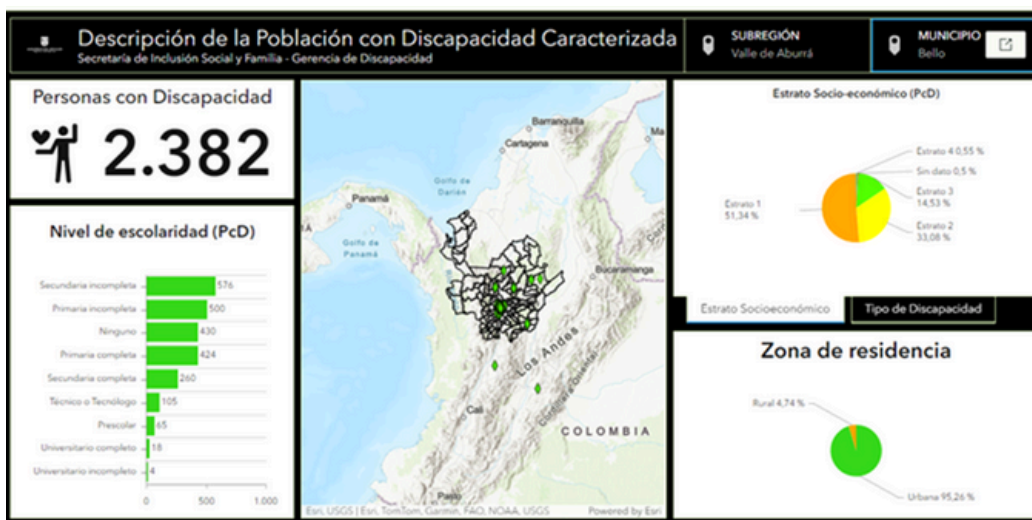 Descripción de la Población con Discapacidad Caracterizada
Secretaría de Inclusión Social y Familia - Gerencia de Discapacidad
SUBREGIÓN
Valle de Aburrá
MUNICIPIO
Bello
Personas con Discapacidad
2.382
Nivel de escolaridad (PcD)
Secundaria incompleta 576
Primaria incompleta 500
Ninguno 430
Primaria completa 424
Secundaria completa 260
Técnico o Tecnólogo 105
Prescolar 65
Universitario completo 18
Universitario incompleto 4
0 500 1.000
Barranquilla
Cartagena
Ma
Golfo de
Darién
Panamá
Golfo de
Panamá
Bucaramanga
Los Andes
Cordillera Oriental
Cali
COLOMBIA
Pasto
Esri, USGS | Esri, TomTom, Garmin, FAO, NOAA, USGS Powered by Esri
Estrato Socio-económico (PcD)
Estrato 4 0,55 %
Sin dato 0,5 %
Estrato 3
14,53 %
Estrato 1
51,34 %
Estrato 2
33,08 %
Estrato Socioeconómico
Tipo de Discapacidad
Zona de residencia
Rural 4,74 %
Urbana 95,26 %